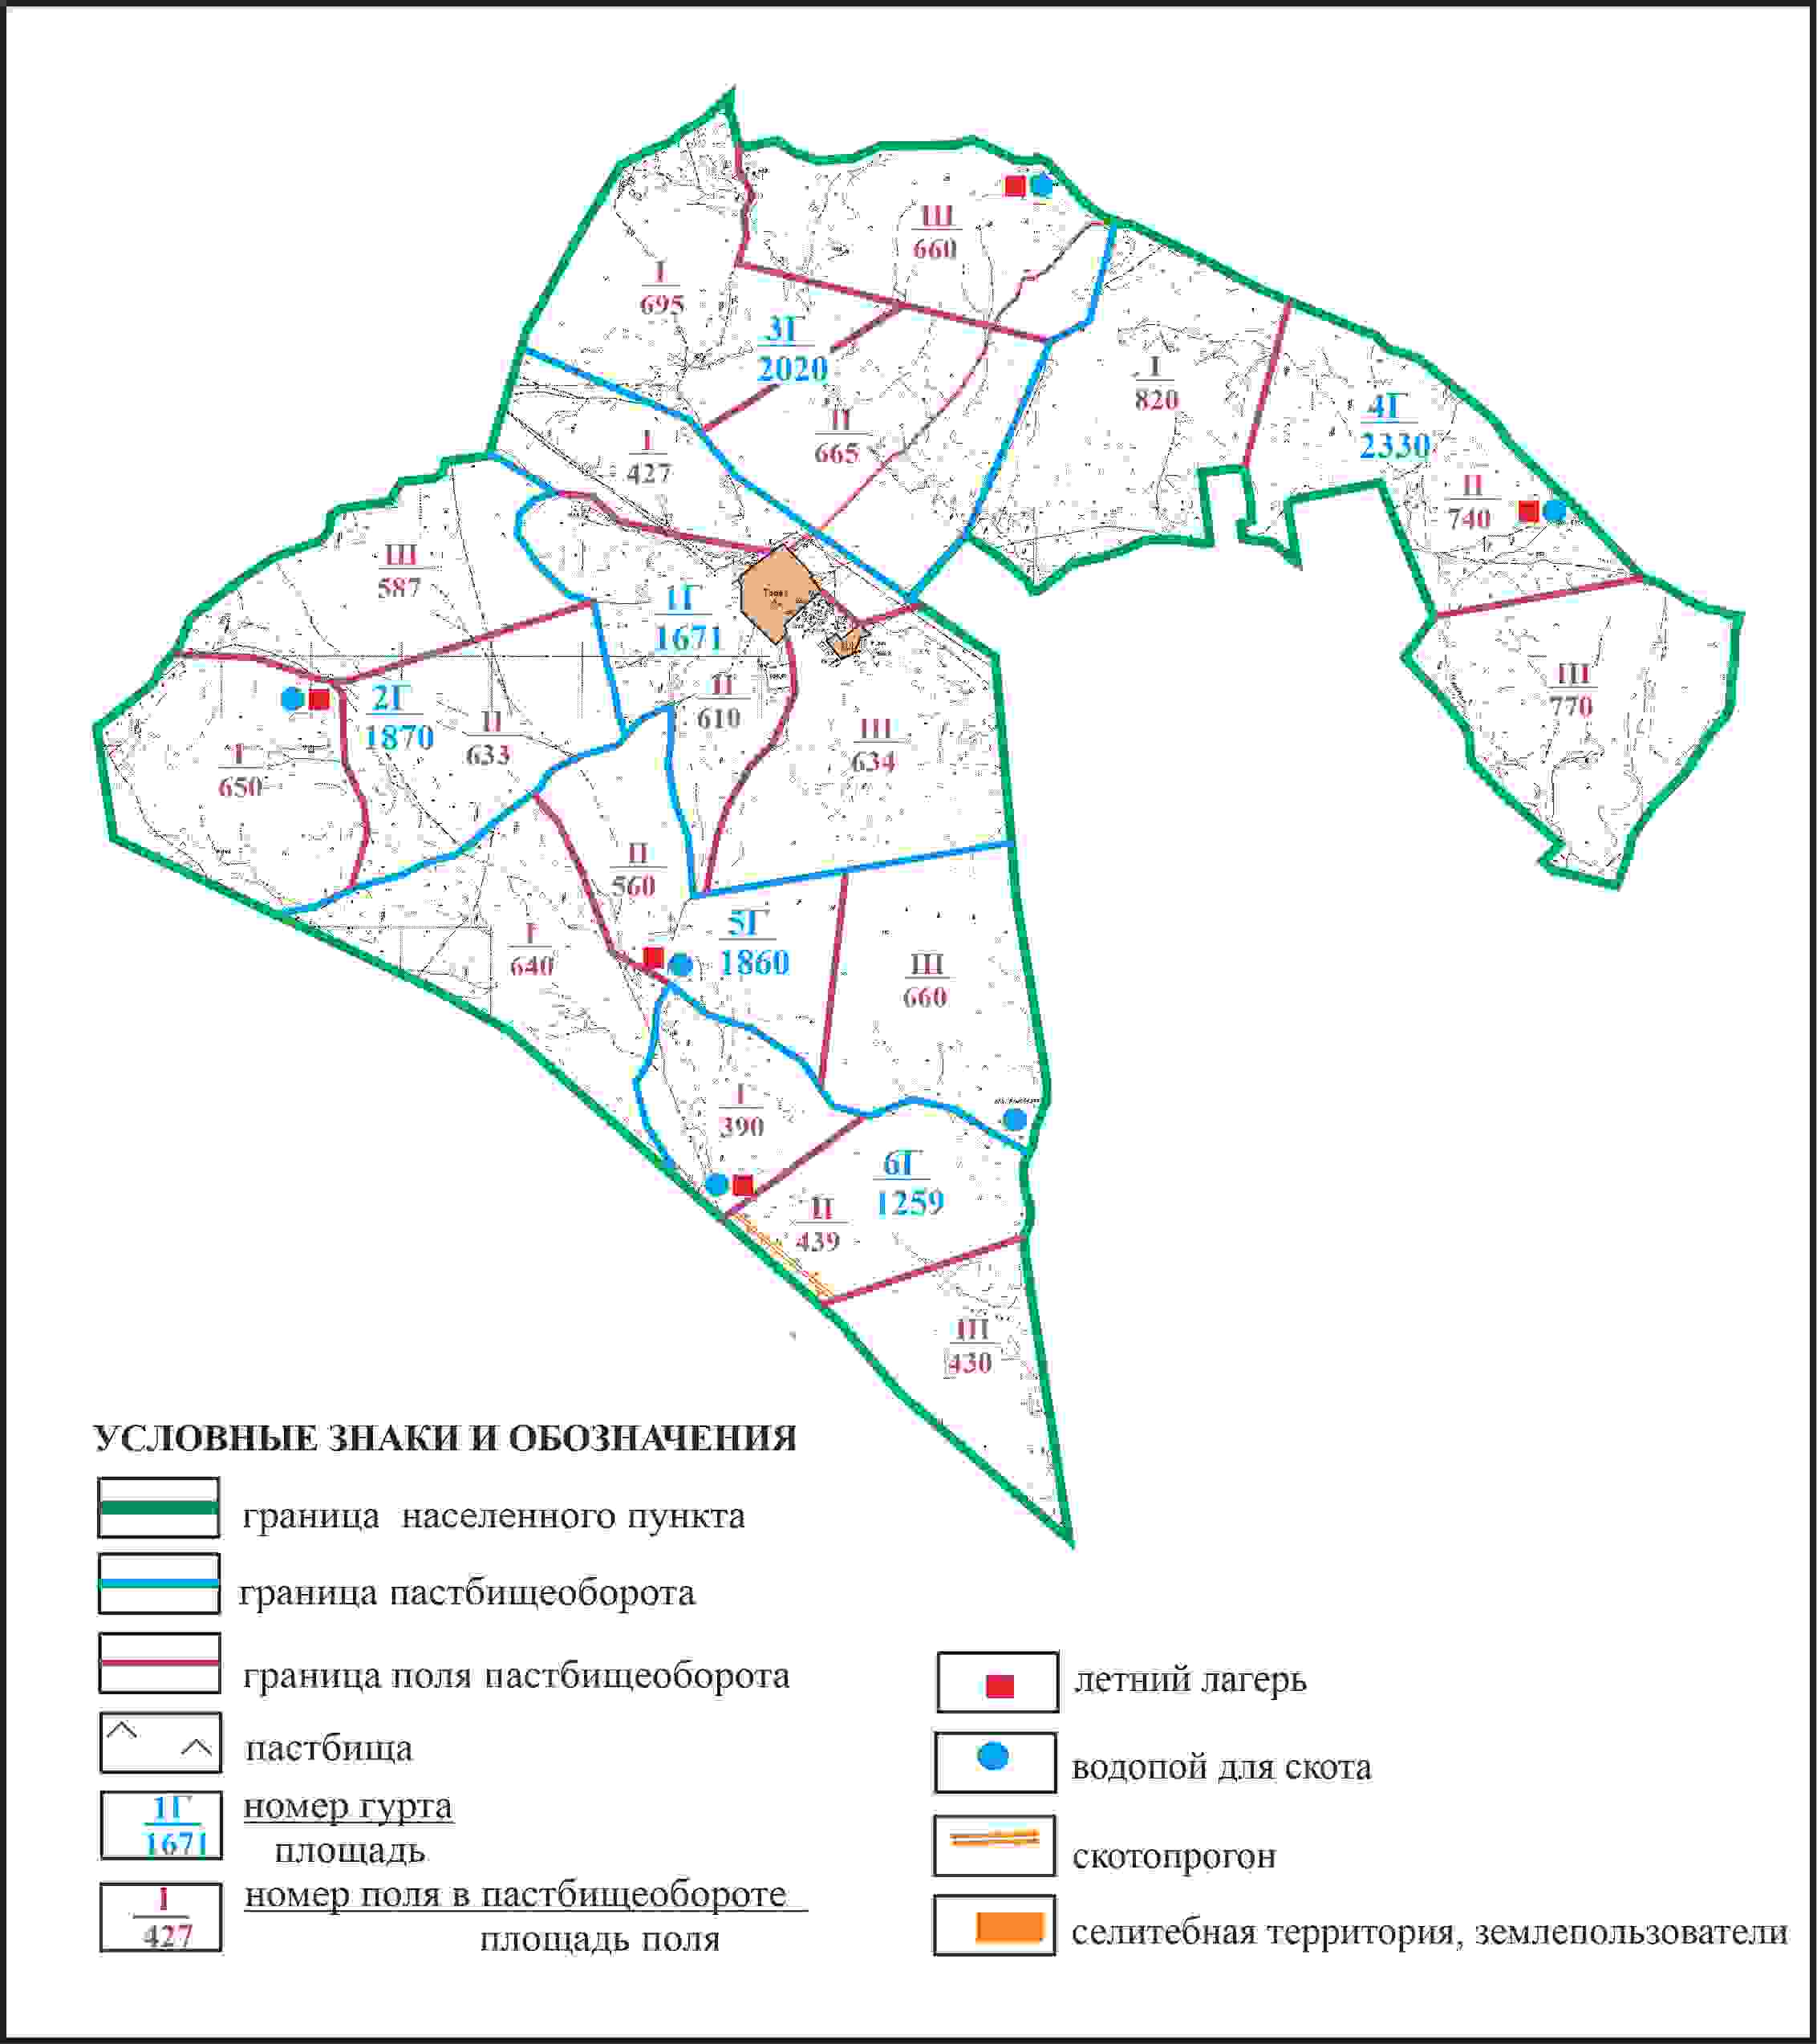 Ш
660
I
695
3Г
2020
I
820
4Г
2330
II
665
I
427
II
740
Ш
587
1Г
1671
Ш
770
2Г
1870
II
633
II
610
Ш
634
I
650
II
560
5Г
1860
I
640
Ш
660
I
390
6Г
1259
II
439
Ш
430
УСЛОВНЫЕ ЗНАКИ И ОБОЗНАЧЕНИЯ
граница населенного пункта
граница пастбищеоборота
граница поля пастбищеоборота
пастбища
1Г
1671
номер гурта
площадь
I
427
номер поля в пастбищеобороте
площадь поля
летний лагерь
водопой для скота
скотопрогон
селитебная территория, землепользователи